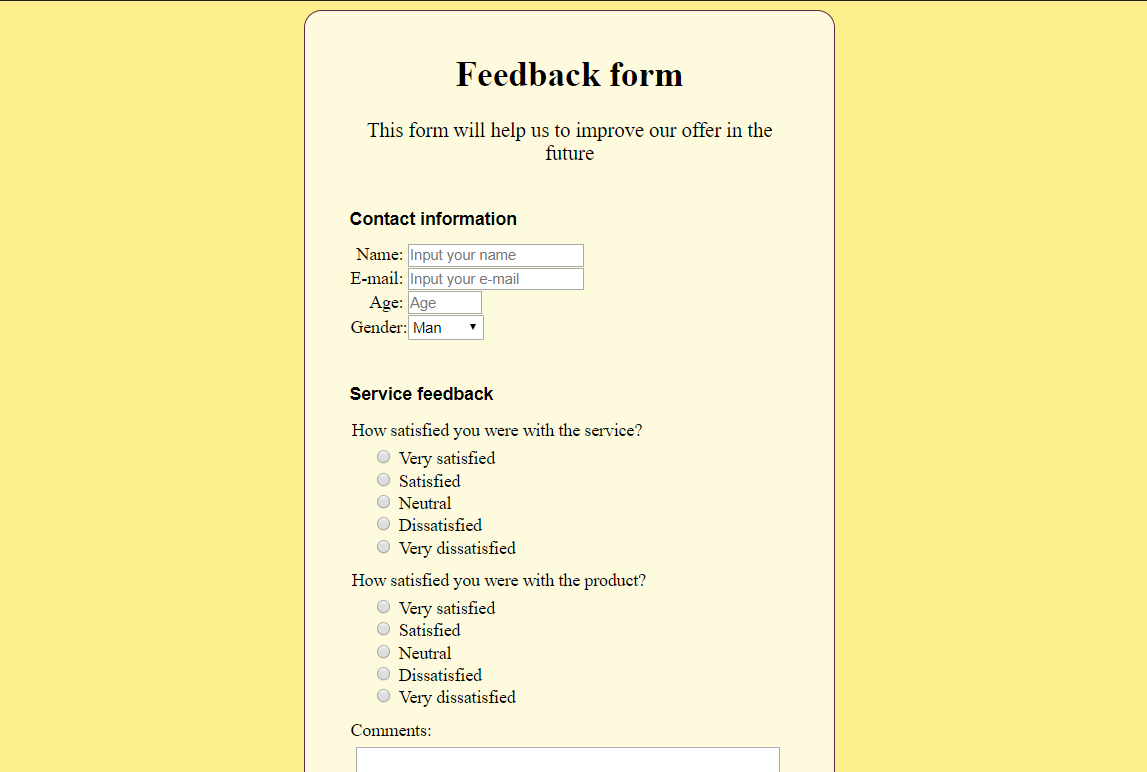 Feedback form
This form will help us to improve our offer in the
future
Contact information
Name: Input your name
E-mail: Input your e-mail
Age: Age
Gender: Man
Service feedback
How satisfied you were with the service?
Very satisfied
Satisfied
Neutral
Dissatisfied
Very dissatisfied
How satisfied you were with the product?
Very satisfied
Satisfied
Neutral
Dissatisfied
Very dissatisfied
Comments: